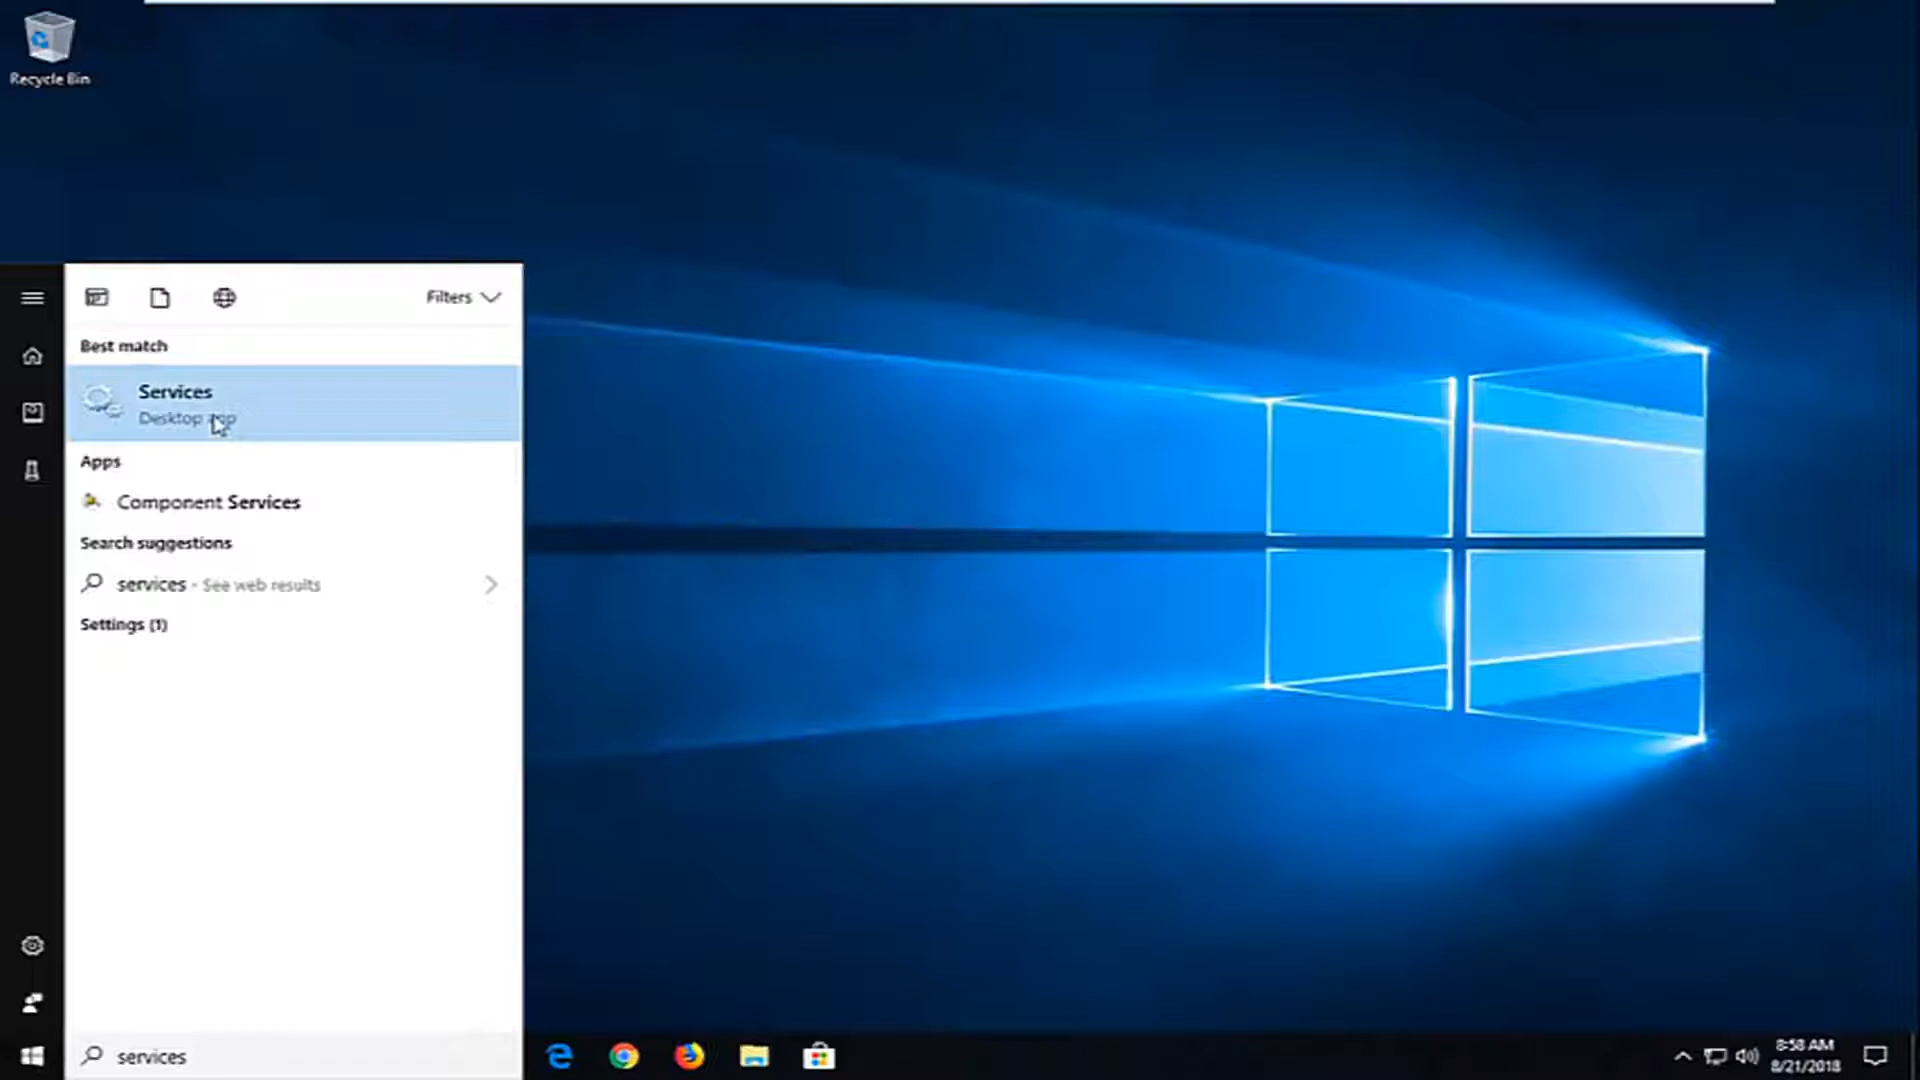 Recycle Bin
Filters
Best match
Services
Desktop app
Apps
Component Services
Search suggestions
services - See web results
Settings (1)
services
8:58 AM
8/21/2018